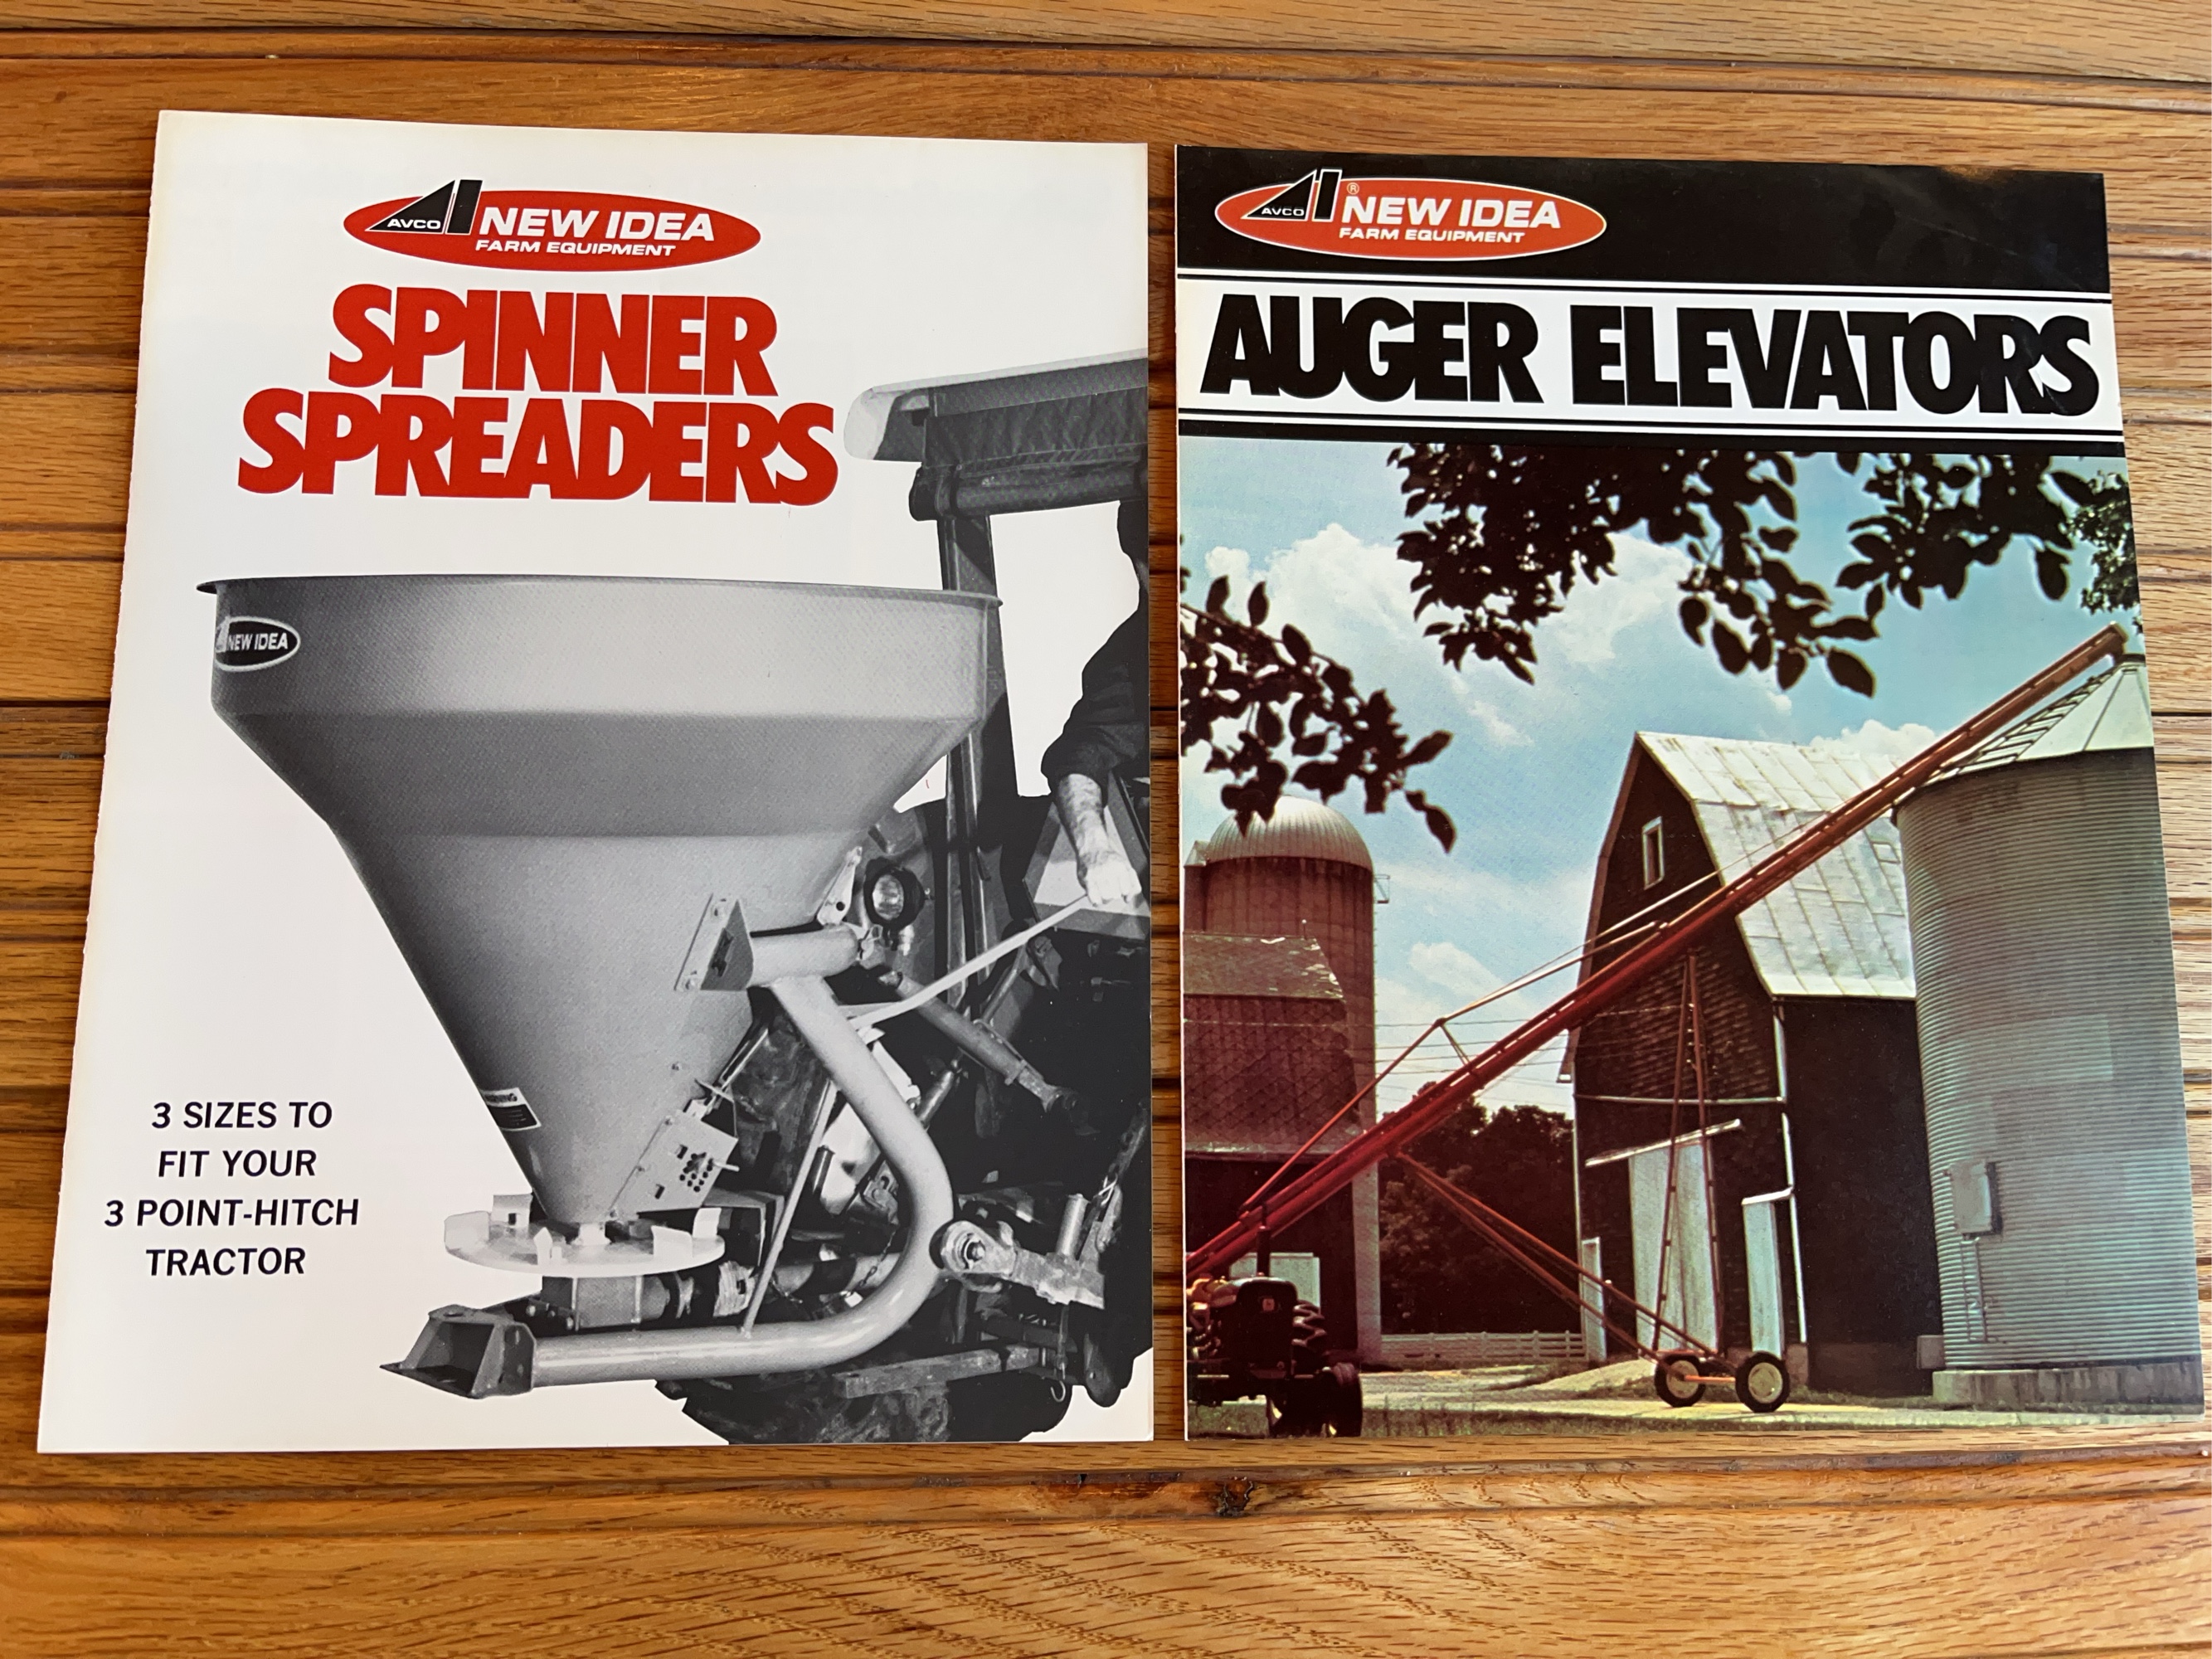 AVCO NEW IDEA
FARM EQUIPMENT
SPINNER
SPREADERS
NEW IDEA
WARNING
3 SIZES TO
FIT YOUR
3 POINT-HITCH
TRACTOR
AVCO ® NEW IDEA
FARM EQUIPMENT
AUGER ELEVATORS